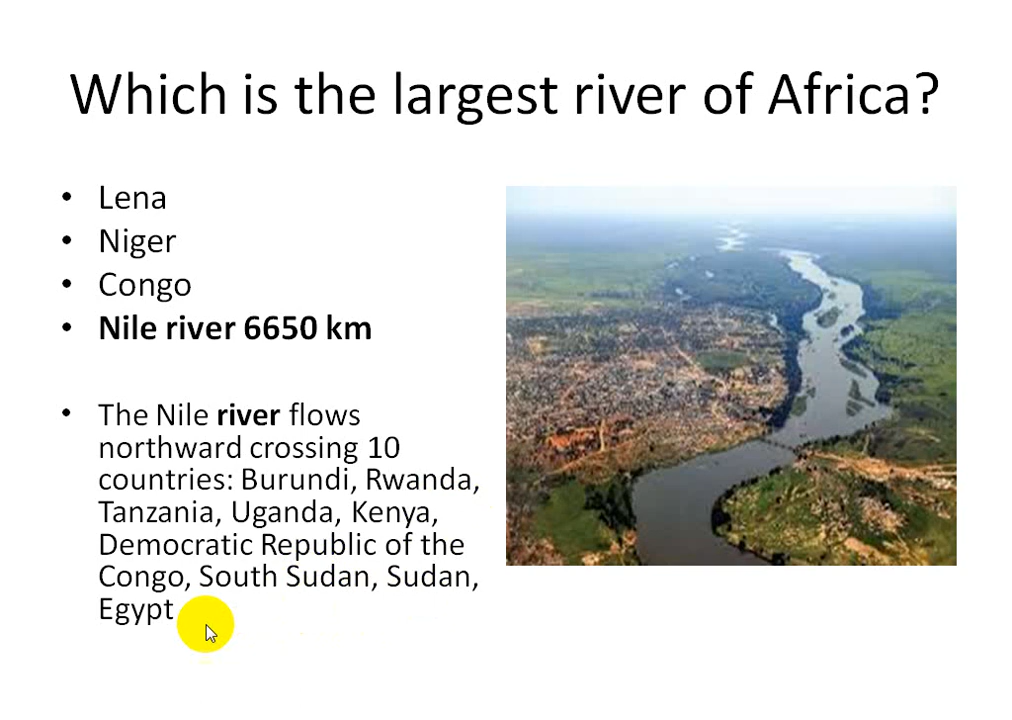 Which is the largest river of Africa?
• Lena
• Niger
• Congo
• Nile river 6650 km
• The Nile river flows
northward crossing 10
countries: Burundi, Rwanda,
Tanzania, Uganda, Kenya,
Democratic Republic of the
Congo, South Sudan, Sudan,
Egypt